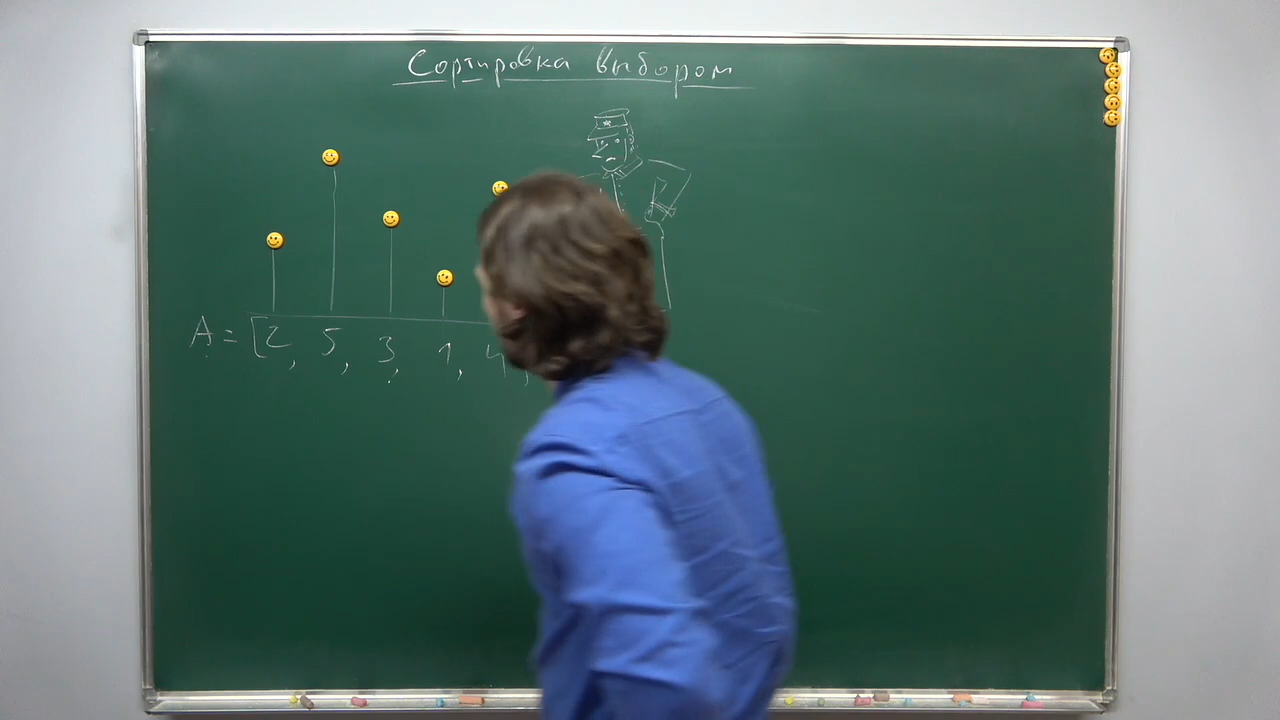 Сортировка выбором
A = [2, 5, 3, 1, 4,